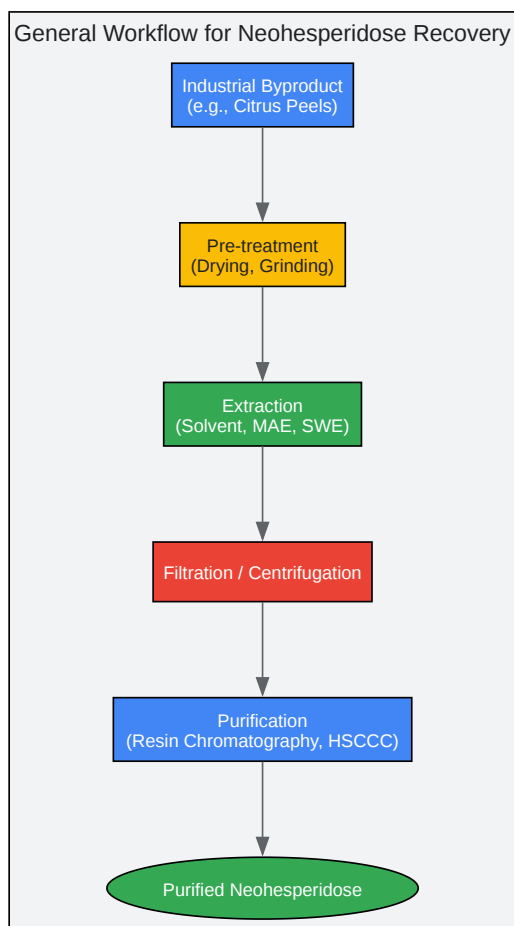 General Workflow for Neohesperidose Recovery
Industrial Byproduct
(e.g., Citrus Peels)
Pre-treatment
(Drying, Grinding)
Extraction
(Solvent, MAE, SWE)
Filtration / Centrifugation
Purification
(Resin Chromatography, HSCCC)
Purified Neohesperidose